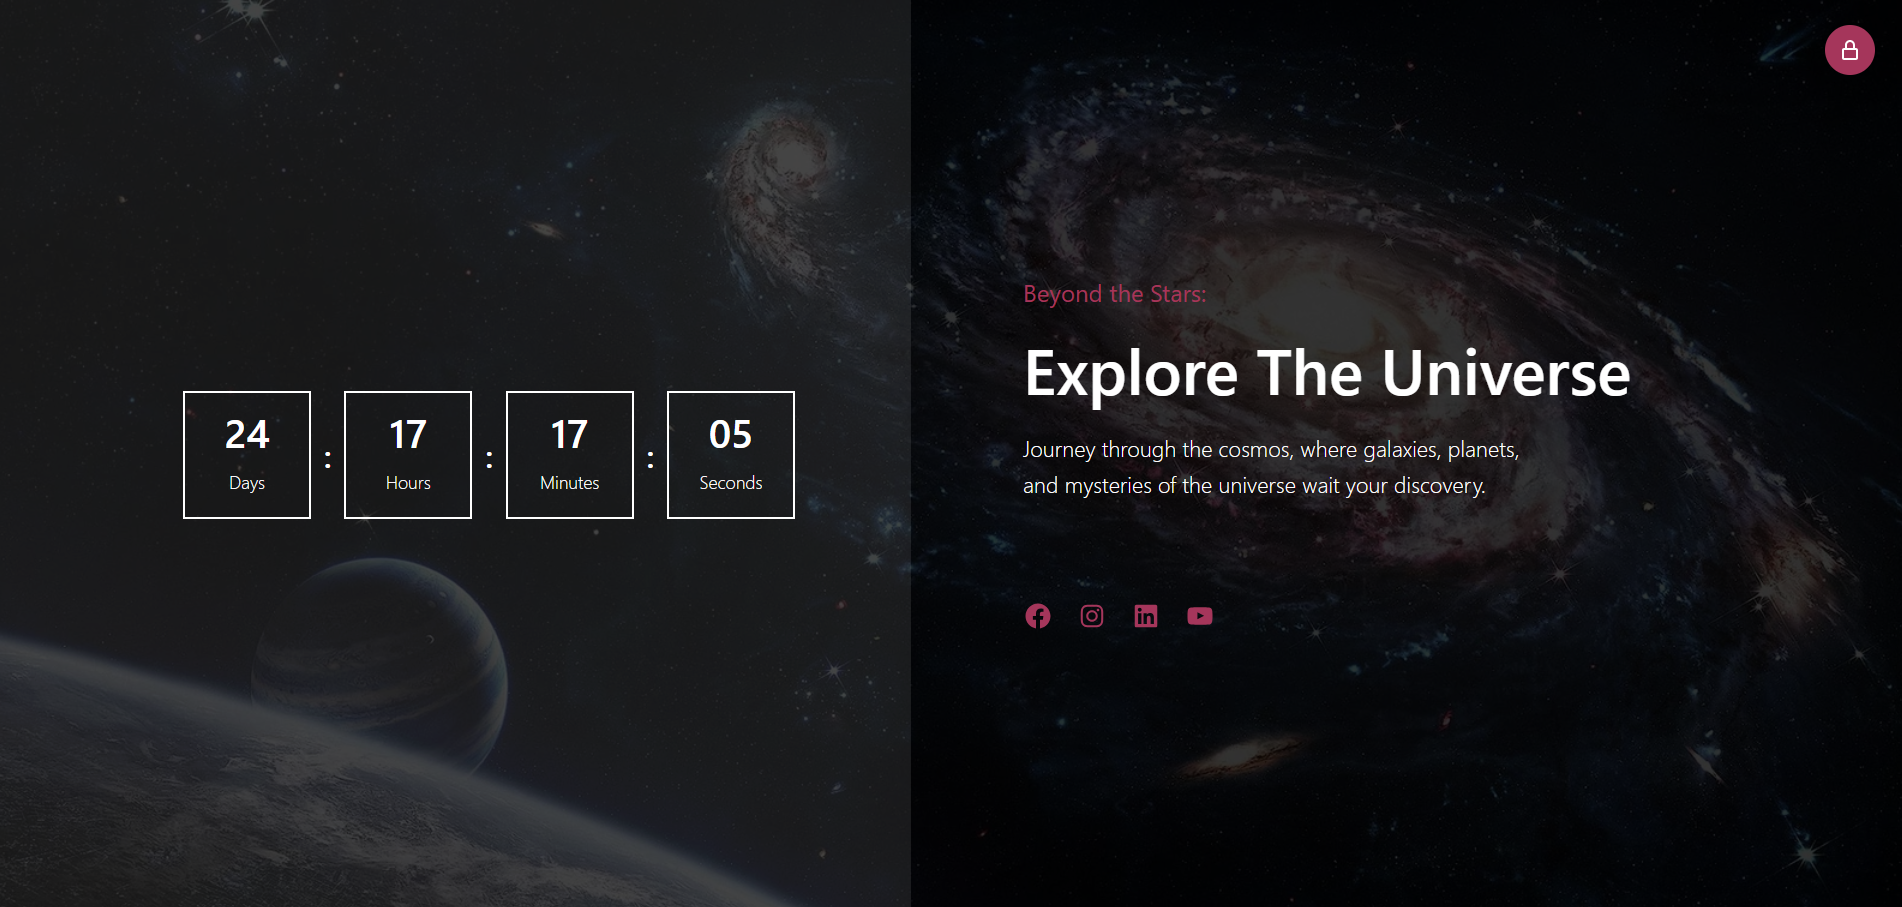 24 : 17 : 17 : 05
Days Hours Minutes Seconds
Beyond the Stars:
Explore The Universe
Journey through the cosmos, where galaxies, planets,
and mysteries of the universe wait your discovery.